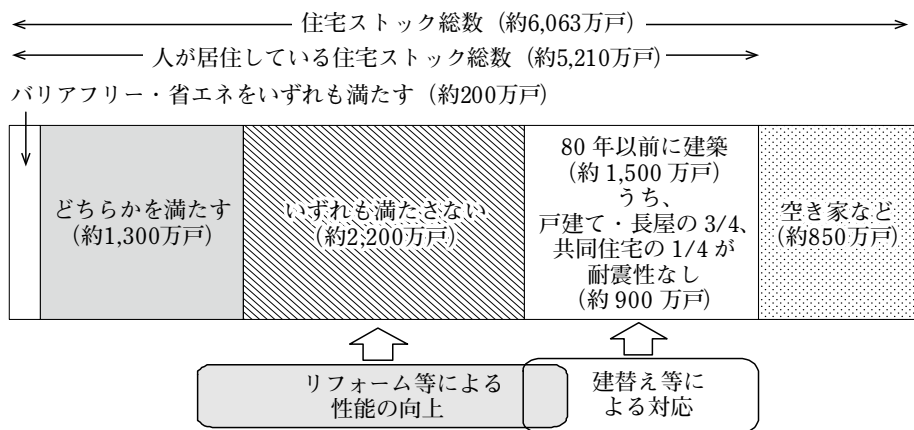 住宅ストック総数（約6,063万戸）
人が居住している住宅ストック総数（約5,210万戸）
バリアフリー・省エネをいずれも満たす（約200万戸）
どちらかを満たす
（約1,300万戸）
いずれも満たさない
（約2,200万戸）
80 年以前に建築
（約 1,500 万戸）
うち、
戸建て・長屋の 3/4、
共同住宅の 1/4 が
耐震性なし
（約 900 万戸）
空き家など
（約850万戸）
リフォーム等による
性能の向上
建替え等に
よる対応